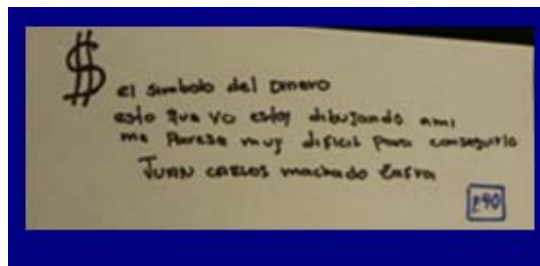 $ el simbolo del Dinero
esto que yo estoy dibujando ami
me Parese muy dificil para conseguirlo
Juan carlos machado Zafra
p90